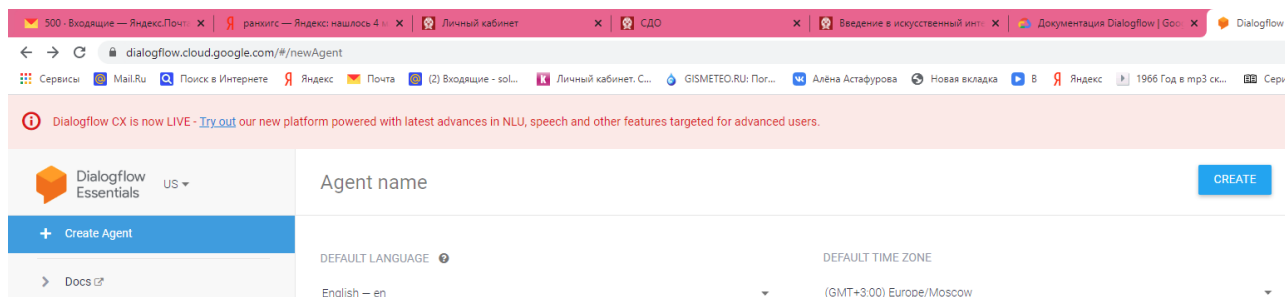 500 · Входящие — Яндекс.Почта
ранхигс — Яндекс: нашлось 4 м
Личный кабинет
СДО
Введение в искусственный инте
Документация Dialogflow | Goo
Dialogflow
dialogflow.cloud.google.com/#/newAgent
Сервисы Mail.Ru Поиск в Интернете Яндекс Почта (2) Входящие - sol... Личный кабинет. С... GISMETEO.RU: Пог... Алёна Астафурова Новая вкладка В Яндекс 1966 Год в mp3 ск... Сери
Dialogflow CX is now LIVE - Try out our new platform powered with latest advances in NLU, speech and other features targeted for advanced users.
Dialogflow
Essentials
US
Agent name
CREATE
Create Agent
DEFAULT LANGUAGE
DEFAULT TIME ZONE
Docs
English — en
(GMT+3:00) Europe/Moscow